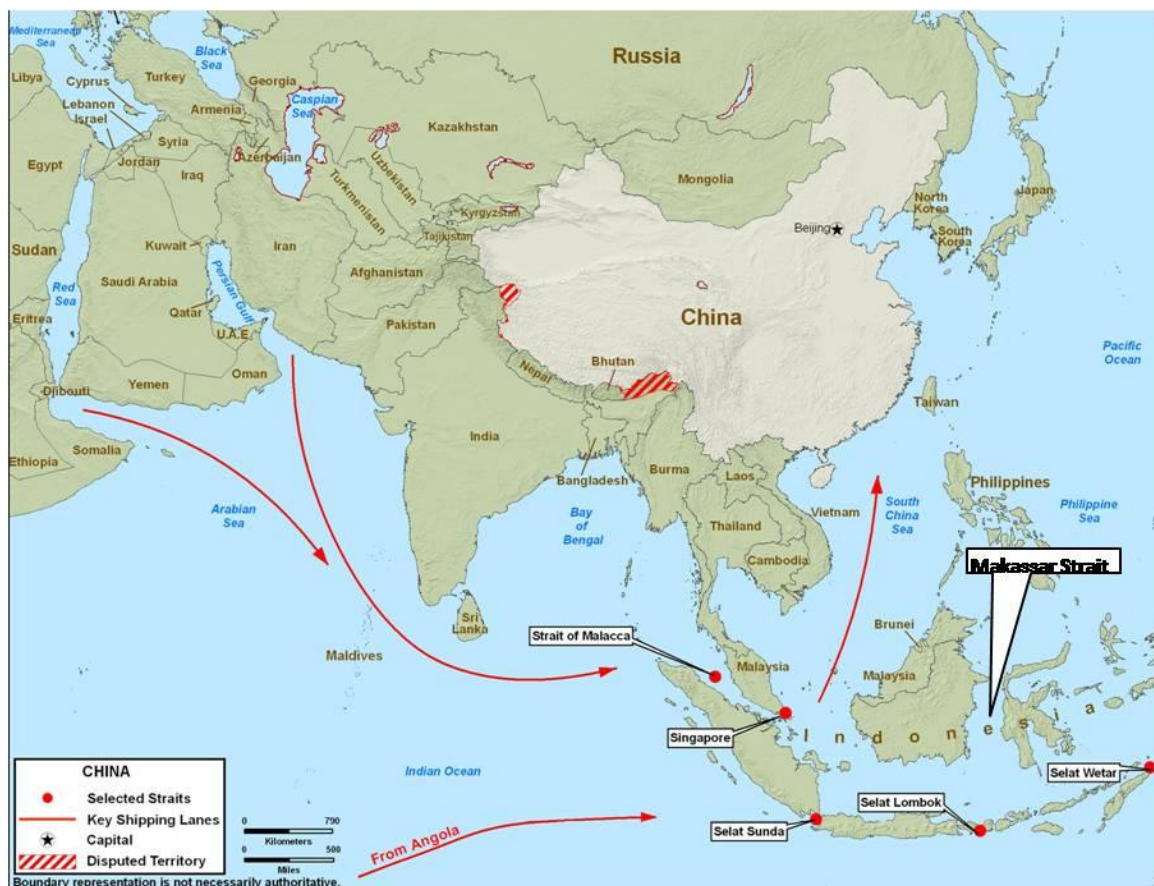 Mediterranean
Sea
Black
Sea
Russia
Libya
Cyprus
Turkey
Georgia
Lebanon
Israel
Armenia
Caspian
Sea
Kazakhstan
Syria
Azerbaijan
Uzbekistan
Turkmenistan
Mongolia
Egypt
Jordan
Iraq
Kyrgyzstan
Tajikistan
Beijing
North
Korea
South
Korea
Japan
Sudan
Kuwait
Iran
Afghanistan
Red
Sea
Saudi Arabia
Persian Gulf
Qatar
U.A.E.
Pakistan
China
Eritrea
Oman
Yemen
Nepal
Bhutan
Pacific
Ocean
Djibouti
Taiwan
Ethiopia
Somalia
India
Bangladesh
Burma
Laos
Arabian
Sea
Bay
of
Bengal
Thailand
Vietnam
Cambodia
South
China
Sea
Philippines
Philippine
Sea
Makassar Strait
Sri
Lanka
Maldives
Strait of Malacca
Malaysia
Brunei
Malaysia
Singapore
Indonesia
Indian Ocean
Selat Sunda
Selat Lombok
Selat Wetar
From Angola
CHINA
Selected Straits
Key Shipping Lanes
Capital
Disputed Territory
0 790
Kilometers
0 500
Miles
Boundary representation is not necessarily authoritative.